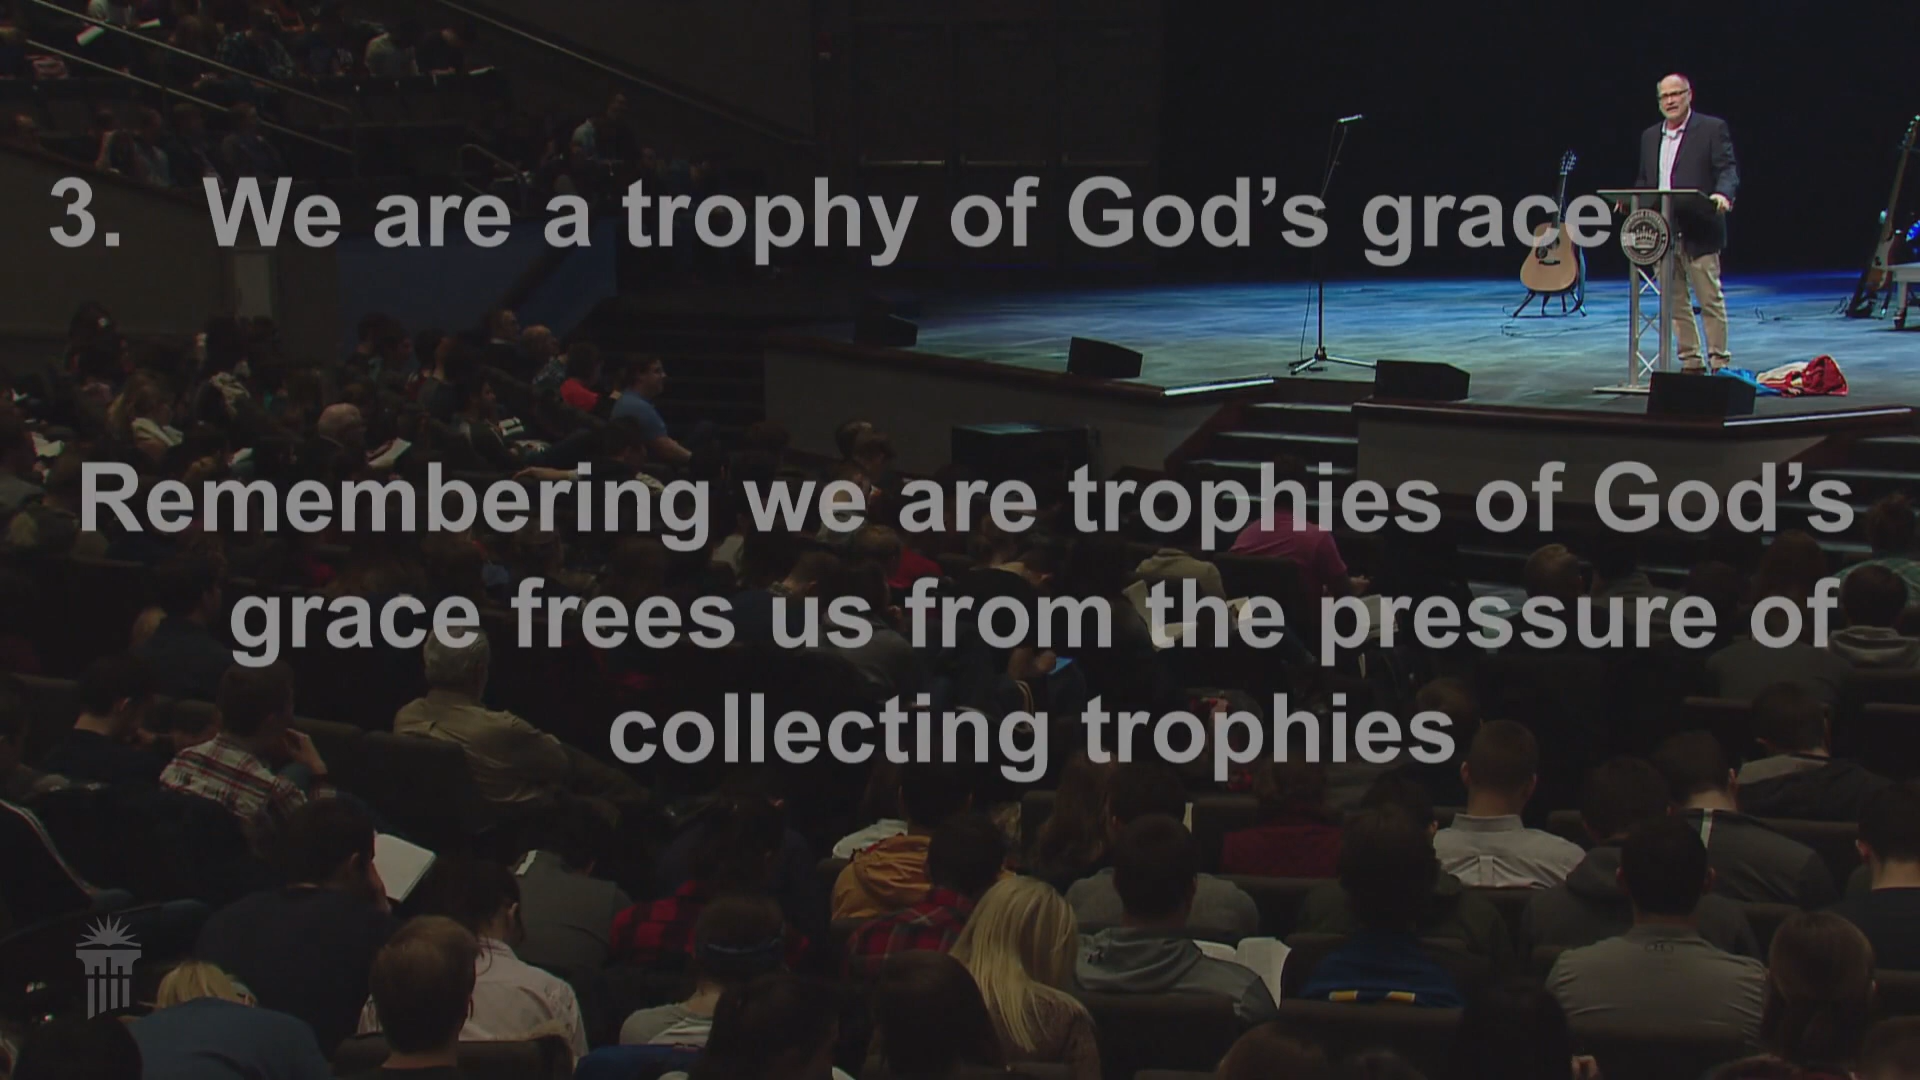 3. We are a trophy of God’s grace
Remembering we are trophies of God’s
grace frees us from the pressure of
collecting trophies